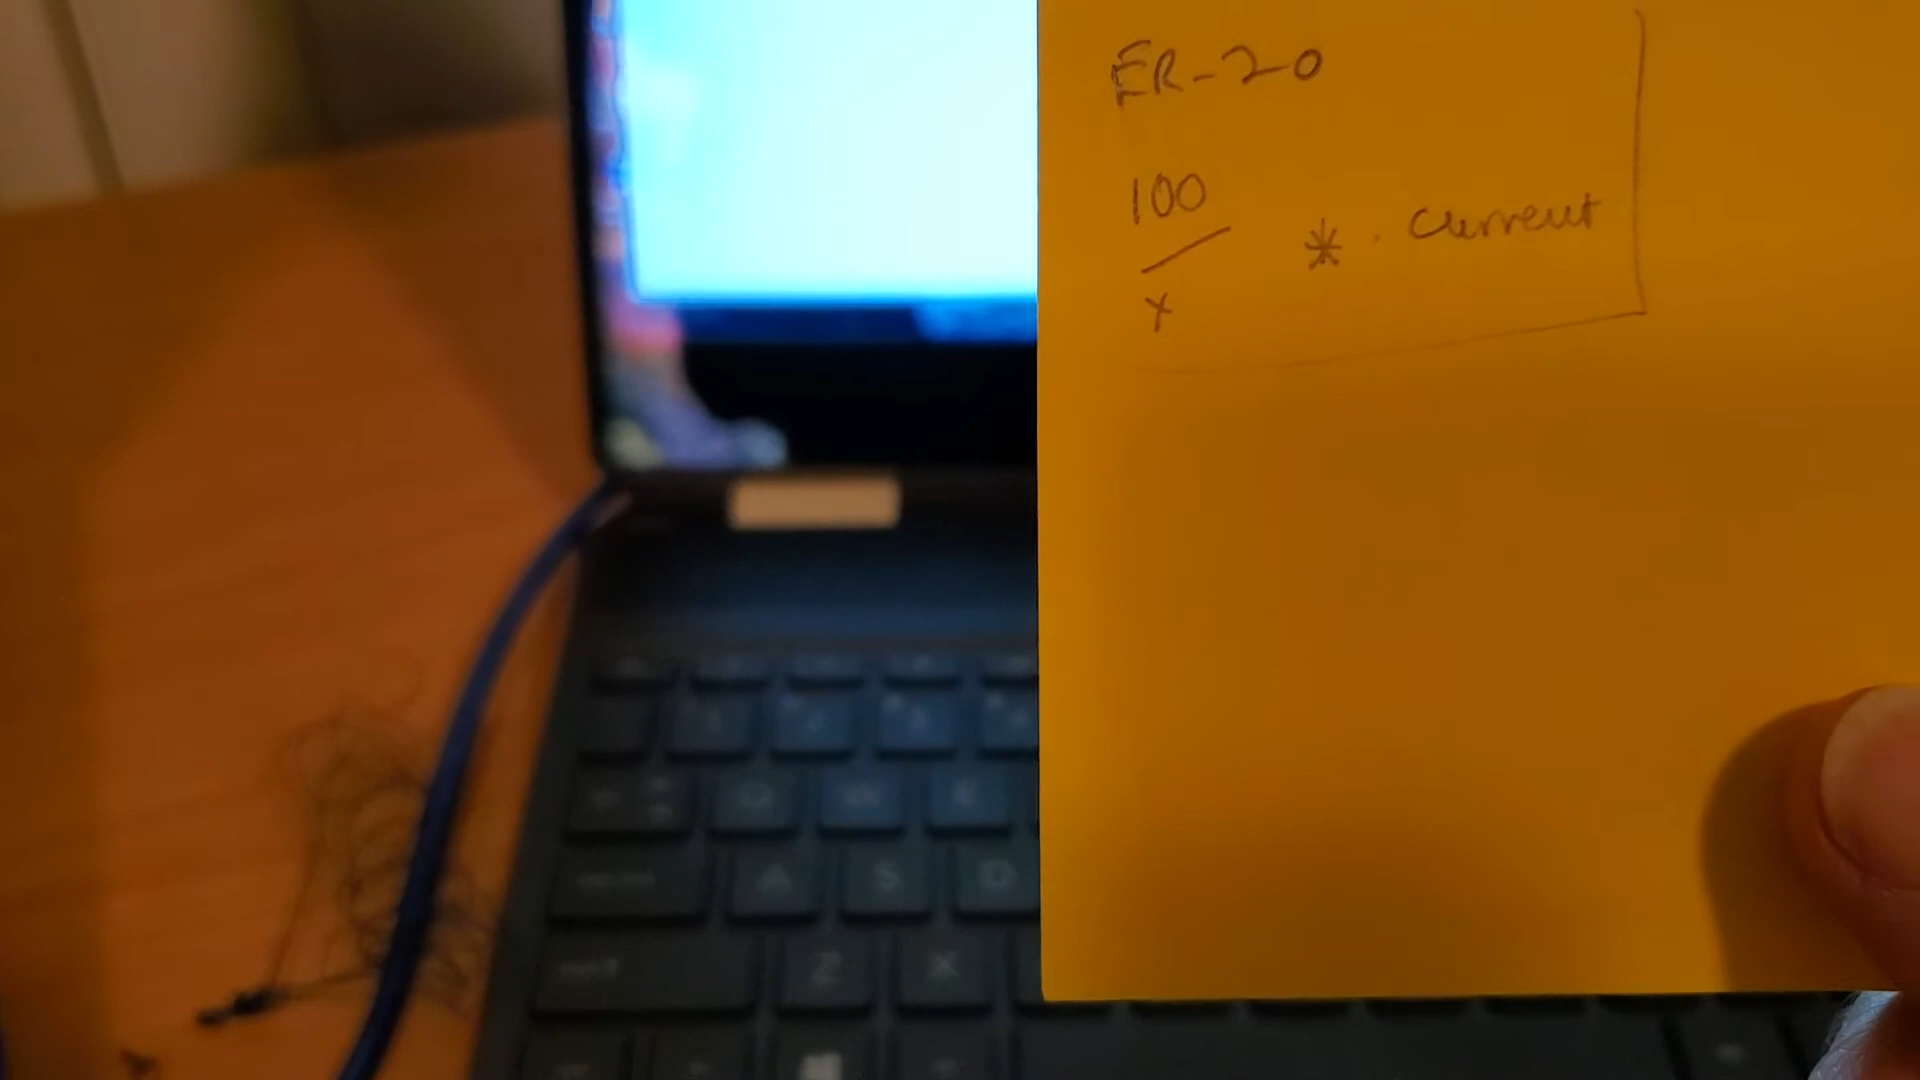 ER-20
100
/ * . current
x
Q W E
A S D
Z X